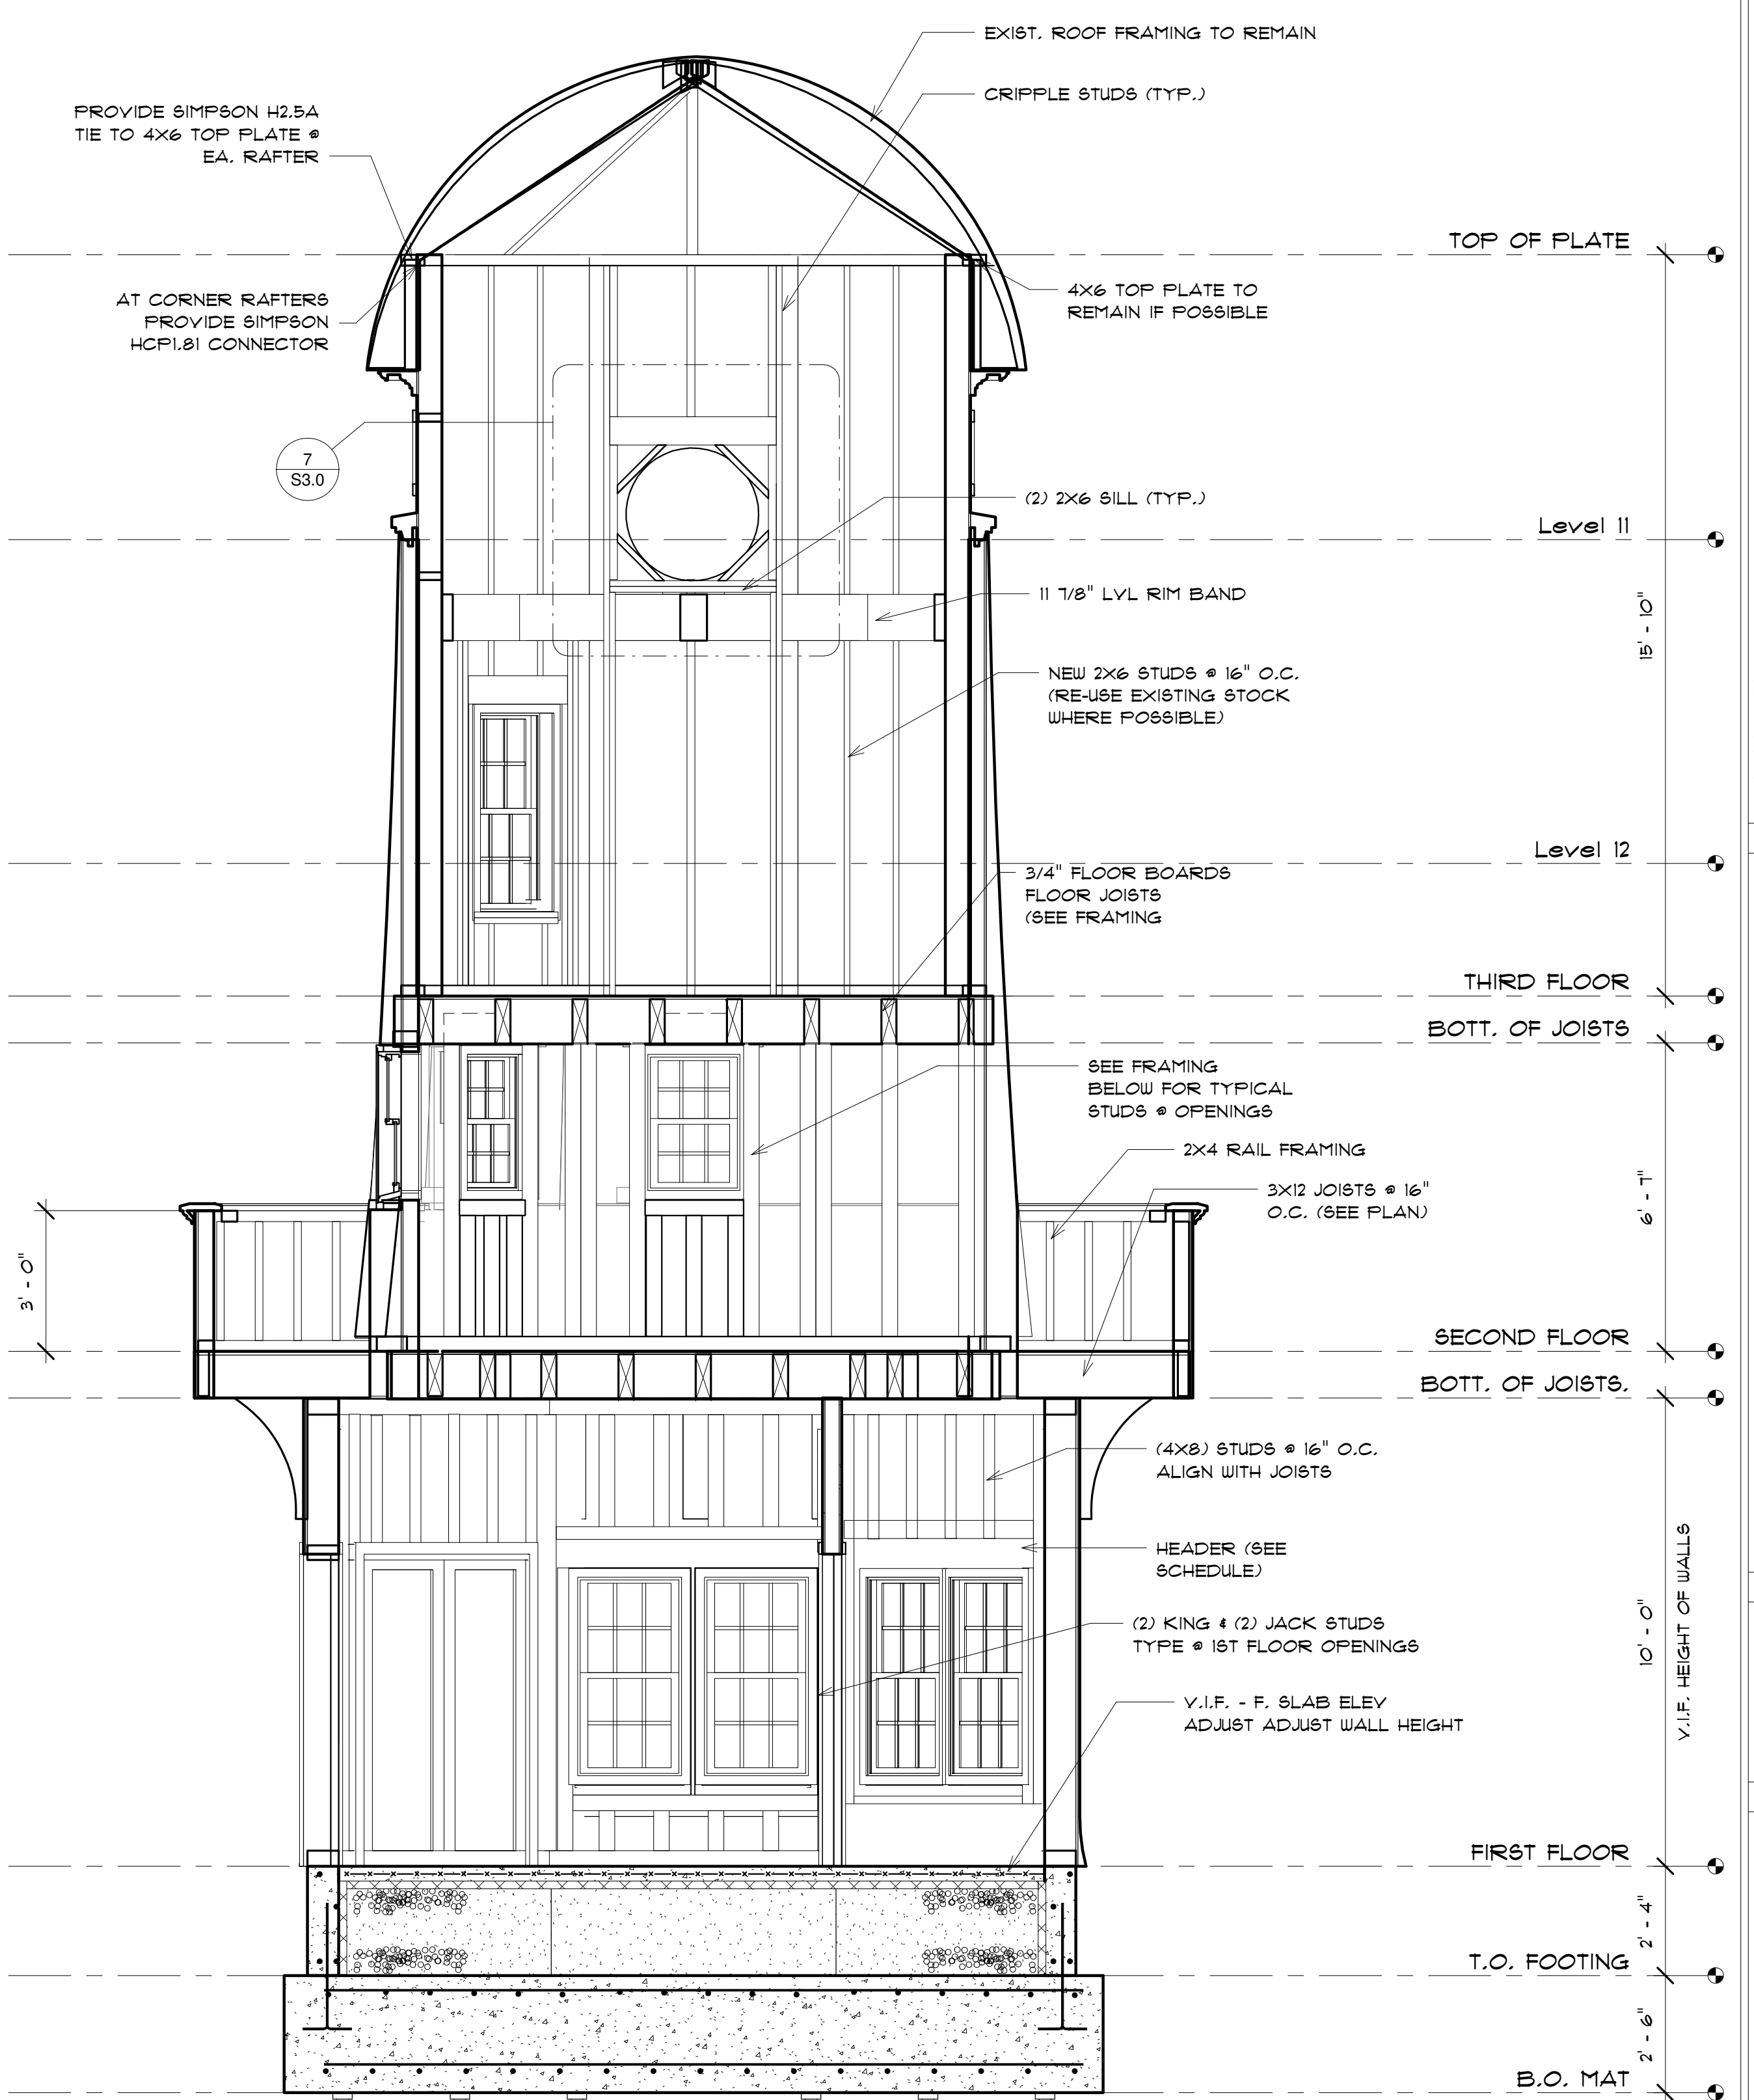 EXIST. ROOF FRAMING TO REMAIN
CRIPPLE STUDS (TYP.)
PROVIDE SIMPSON H2.5A
TIE TO 4X6 TOP PLATE @
EA. RAFTER
TOP OF PLATE
AT CORNER RAFTERS
PROVIDE SIMPSON
HCP1.81 CONNECTOR
4X6 TOP PLATE TO
REMAIN IF POSSIBLE
7
S3.0
(2) 2X6 SILL (TYP.)
Level 11
11 7/8" LVL RIM BAND
15' - 10"
NEW 2X6 STUDS @ 16" O.C.
(RE-USE EXISTING STOCK
WHERE POSSIBLE)
Level 12
3/4" FLOOR BOARDS
FLOOR JOISTS
(SEE FRAMING
THIRD FLOOR
BOTT. OF JOISTS
SEE FRAMING
BELOW FOR TYPICAL
STUDS @ OPENINGS
2X4 RAIL FRAMING
3X12 JOISTS @ 16"
O.C. (SEE PLAN)
6' - 7"
3' - 0"
SECOND FLOOR
BOTT. OF JOISTS.
(4X8) STUDS @ 16" O.C.
ALIGN WITH JOISTS
HEADER (SEE
SCHEDULE)
(2) KING & (2) JACK STUDS
TYPE @ 1ST FLOOR OPENINGS
10' - 0"
V.I.F. HEIGHT OF WALLS
V.I.F. - F. SLAB ELEV
ADJUST ADJUST WALL HEIGHT
FIRST FLOOR
2' - 4"
T.O. FOOTING
2' - 6"
B.O. MAT